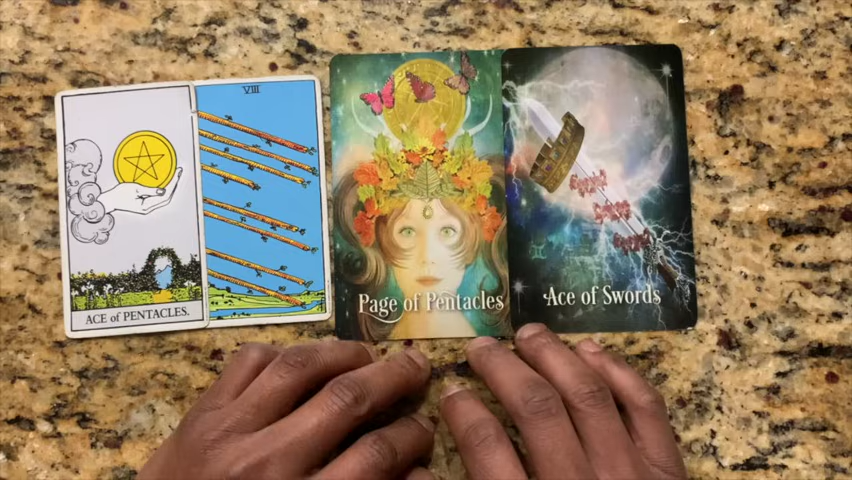 ACE of PENTACLES.
VIII
Page of Pentacles
Ace of Swords